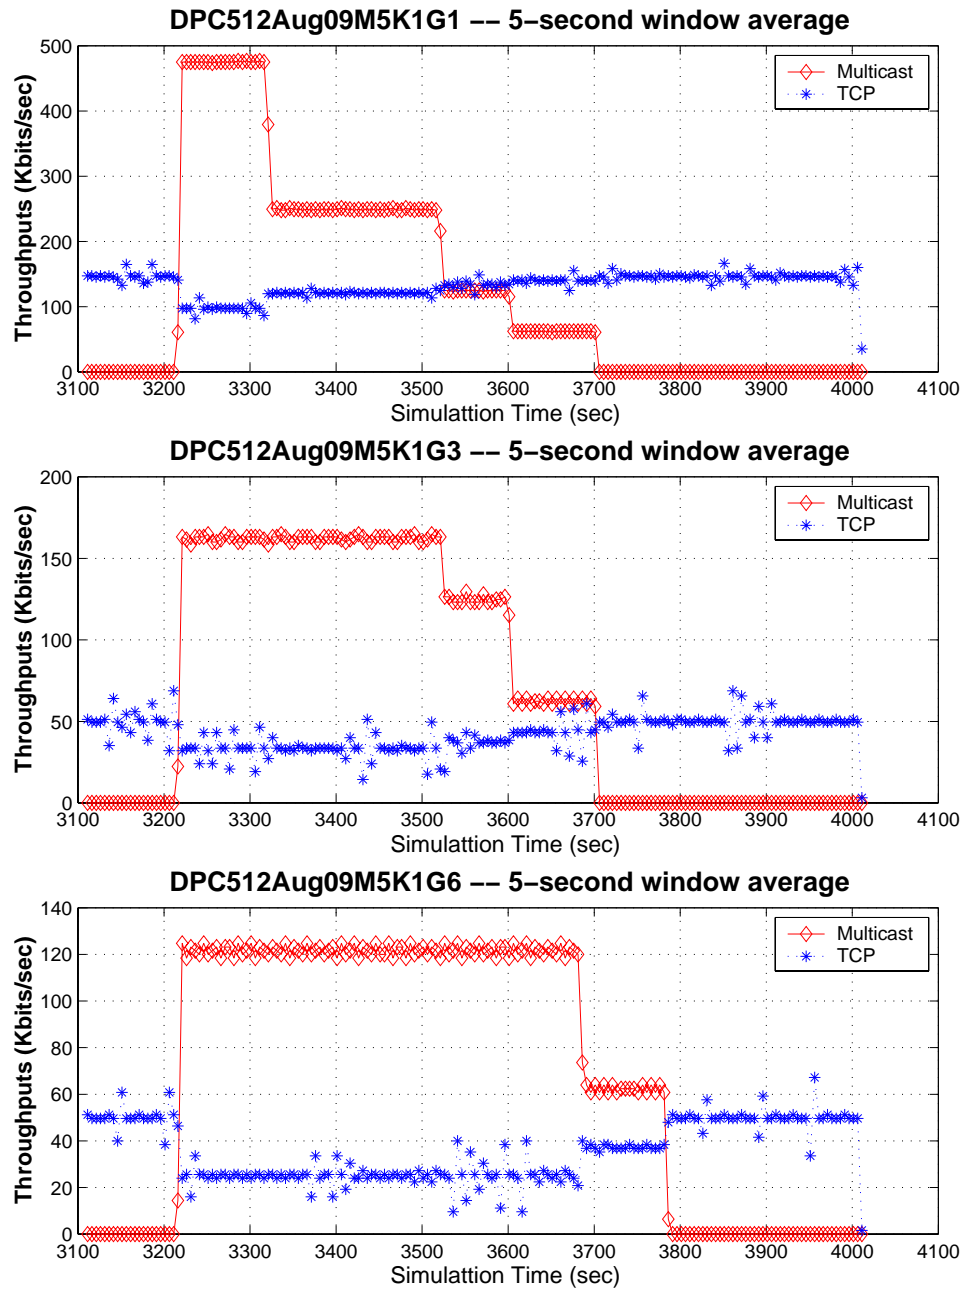 DPC512Aug09M5K1G1 −− 5−second window average
Throughputs (Kbits/sec)
500
400
300
200
100
0
Multicast
TCP
3100 3200 3300 3400 3500 3600 3700 3800 3900 4000 4100
Simulattion Time (sec)
DPC512Aug09M5K1G3 −− 5−second window average
Throughputs (Kbits/sec)
200
150
100
50
0
Multicast
TCP
3100 3200 3300 3400 3500 3600 3700 3800 3900 4000 4100
Simulattion Time (sec)
DPC512Aug09M5K1G6 −− 5−second window average
Throughputs (Kbits/sec)
140
120
100
80
60
40
20
0
Multicast
TCP
3100 3200 3300 3400 3500 3600 3700 3800 3900 4000 4100
Simulattion Time (sec)